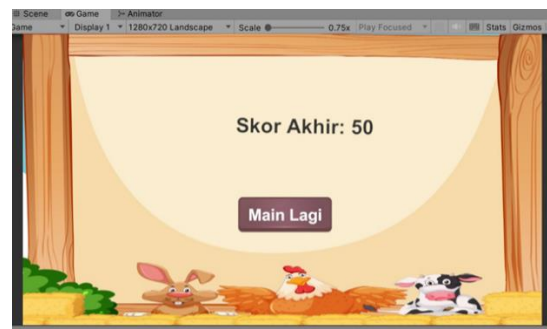 Scene Game Animator
Game Display 1 1280x720 Landscape Scale 0.75x Play Focused Stats Gizmos
Skor Akhir: 50
Main Lagi